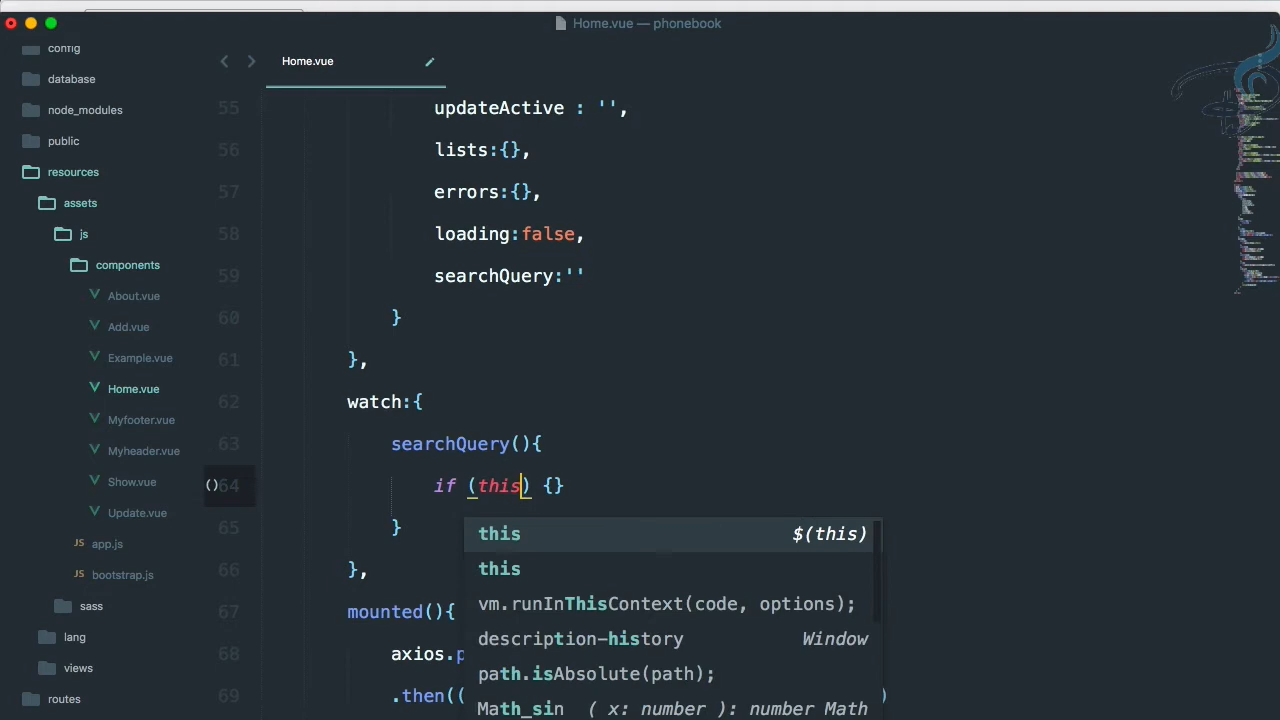 Home.vue — phonebook
config
database
node_modules
public
resources
assets
js
components
About.vue
Add.vue
Example.vue
Home.vue
Myfooter.vue
Myheader.vue
Show.vue
Update.vue
JS app.js
JS bootstrap.js
sass
lang
views
routes
Home.vue
55 updateActive : '',
56 lists:{},
57 errors:{},
58 loading:false,
59 searchQuery:''
60 }
61 },
62 watch:{
63 searchQuery(){
()64 if (this) {}
65 }
66 },
67 mounted(){
68 axios.p
69 .then(( )
this $(this)
this
vm.runInThisContext(code, options);
description-history Window
path.isAbsolute(path);
Math_sin ( x: number ): number Math